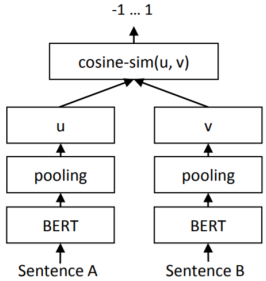 -1 … 1
cosine-sim(u, v)
u v
pooling pooling
BERT BERT
Sentence A Sentence B